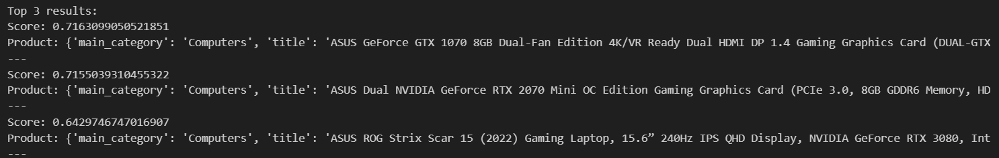 Top 3 results:
Score: 0.7163099050521851
Product: {'main_category': 'Computers', 'title': 'ASUS GeForce GTX 1070 8GB Dual-Fan Edition 4K/VR Ready Dual HDMI DP 1.4 Gaming Graphics Card (DUAL-GTX
---
Score: 0.7155039310455322
Product: {'main_category': 'Computers', 'title': 'ASUS Dual NVIDIA GeForce RTX 2070 Mini OC Edition Gaming Graphics Card (PCIe 3.0, 8GB GDDR6 Memory, HD
---
Score: 0.6429746747016907
Product: {'main_category': 'Computers', 'title': 'ASUS ROG Strix Scar 15 (2022) Gaming Laptop, 15.6” 240Hz IPS QHD Display, NVIDIA GeForce RTX 3080, Int
---